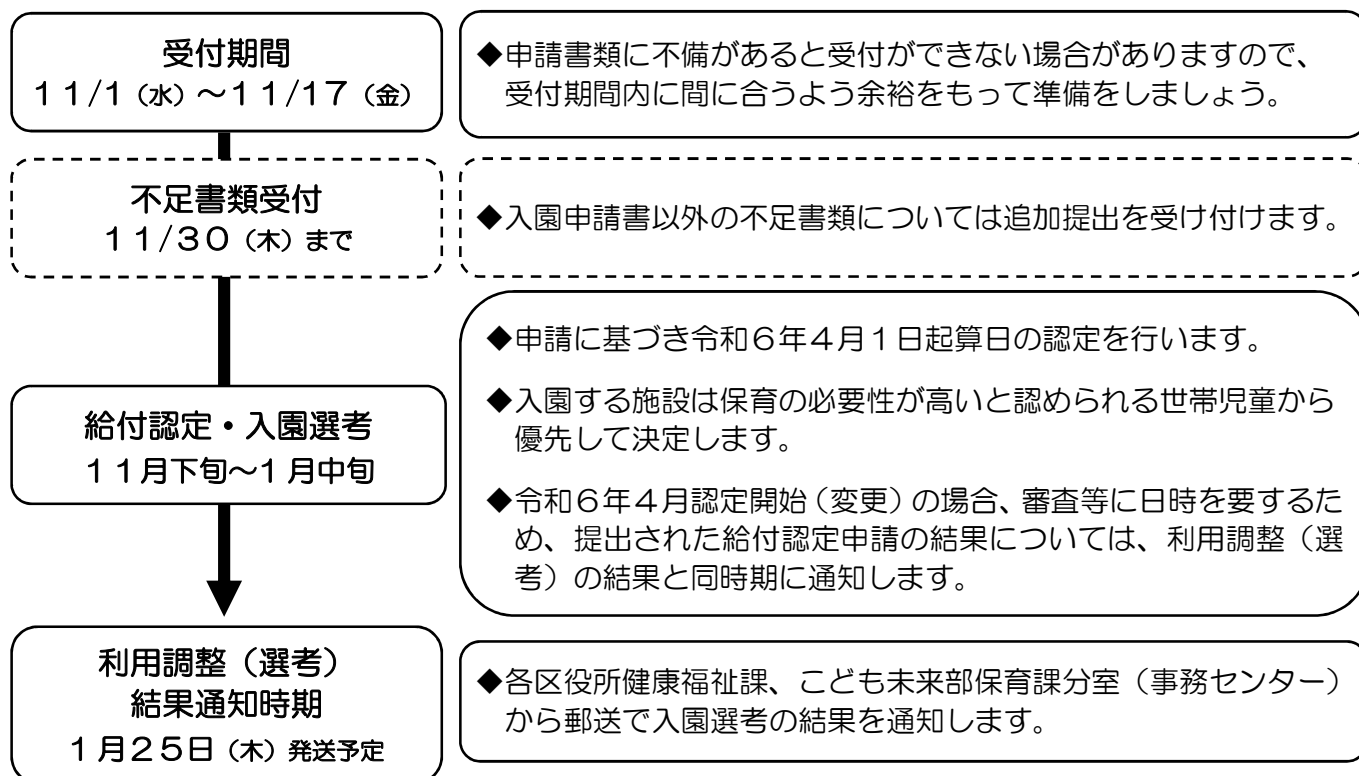 受付期間
１１/１（水）～１１/１７（金）
◆申請書類に不備があると受付ができない場合がありますので、
受付期間内に間に合うよう余裕をもって準備をしましょう。
不足書類受付
１１/３０（木）まで
◆入園申請書以外の不足書類については追加提出を受け付けます。
給付認定・入園選考
１１月下旬～１月中旬
◆申請に基づき令和６年４月１日起算日の認定を行います。
◆入園する施設は保育の必要性が高いと認められる世帯児童から
優先して決定します。
◆令和６年４月認定開始（変更）の場合、審査等に日時を要するた
め、提出された給付認定申請の結果については、利用調整（選
考）の結果と同時期に通知します。
利用調整（選考）
結果通知時期
１月２５日（木）発送予定
◆各区役所健康福祉課、こども未来部保育課分室（事務センター）
から郵送で入園選考の結果を通知します。